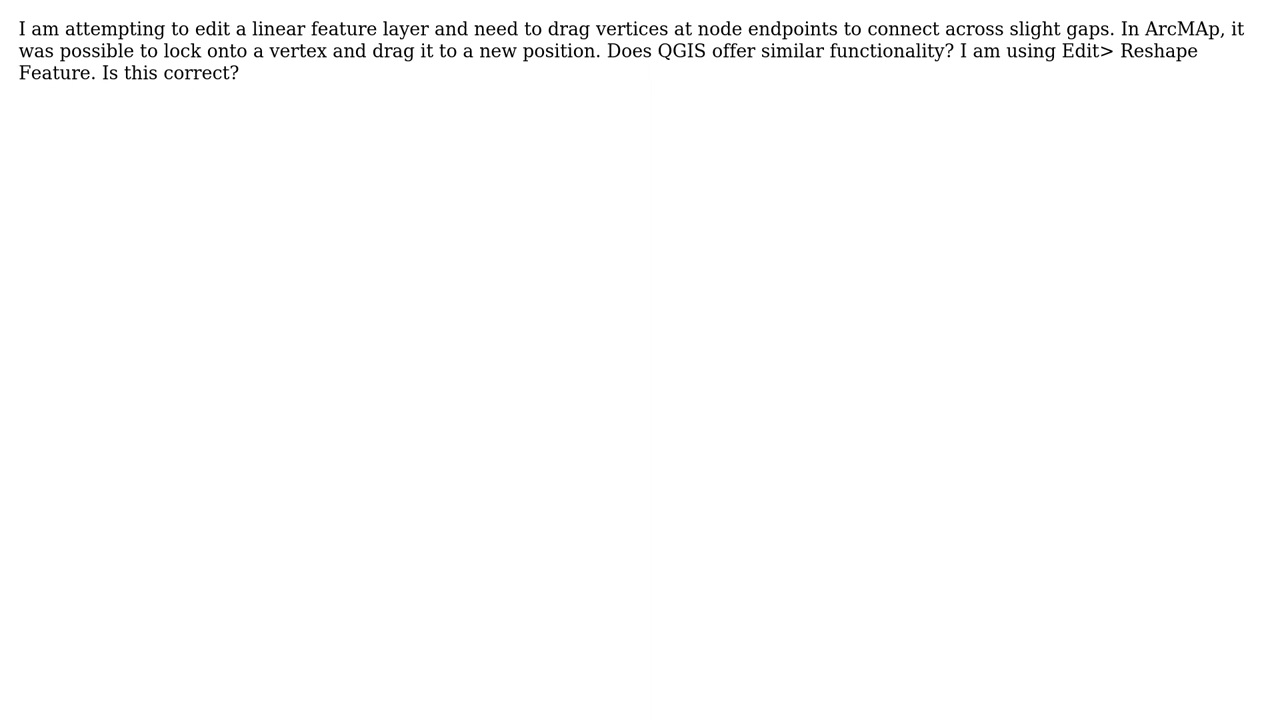 I am attempting to edit a linear feature layer and need to drag vertices at node endpoints to connect across slight gaps. In ArcMAp, it
was possible to lock onto a vertex and drag it to a new position. Does QGIS offer similar functionality? I am using Edit> Reshape
Feature. Is this correct?